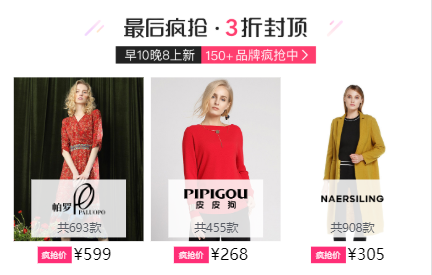 最后疯抢·3折封顶
早10晚8上新 150+品牌疯抢中 >
帕罗 PALUOPO
共693款
疯抢价 ¥599
PIPIGOU
皮皮狗
共455款
疯抢价 ¥268
NAERSILING
共908款
疯抢价 ¥305